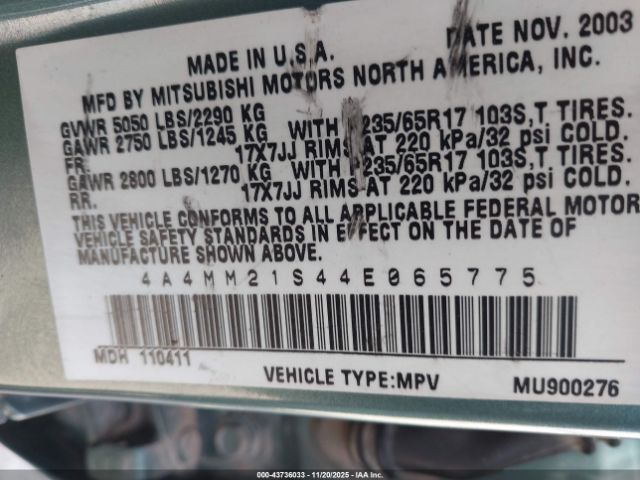 MADE IN U.S.A. DATE NOV. 2003
MFD BY MITSUBISHI MOTORS NORTH AMERICA, INC.
GVWR 5050 LBS/2290 KG
GAWR 2750 LBS/1245 KG WITH 235/65R17 103S,T TIRES.
FR. 17X7JJ RIMS AT 220 kPa/32 psi COLD.
GAWR 2800 LBS/1270 KG WITH 235/65R17 103S,T TIRES.
RR. 17X7JJ RIMS AT 220 kPa/32 psi COLD.
THIS VEHICLE CONFORMS TO ALL APPLICABLE FEDERAL MOTOR
VEHICLE SAFETY STANDARDS IN EFFECT ON THE DATE OF
MANUFACTURE SHOWN ABOVE.
4A4MM21S44E065775
MDH 110411
VEHICLE TYPE:MPV MU900276
000-43736033 - 11/20/2025 - IAA Inc.